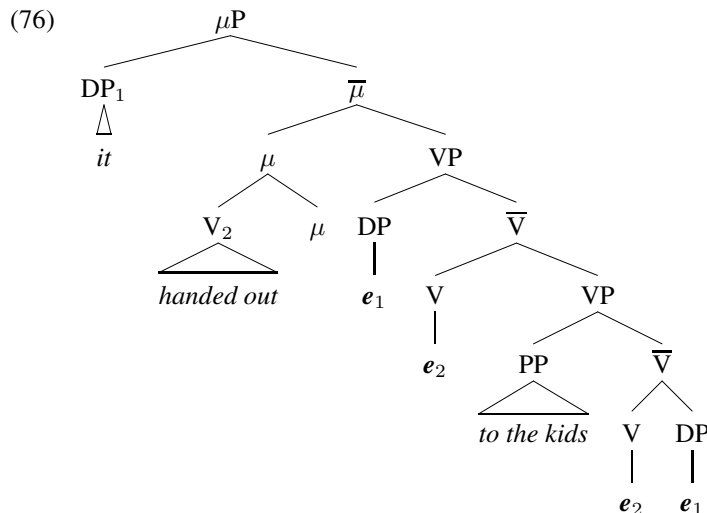 (76) μP
DP₁ μ̅
it μ VP
V₂ μ DP V̅
handed out e₁ V VP
e₂ PP V̅
to the kids V DP
e₂ e₁